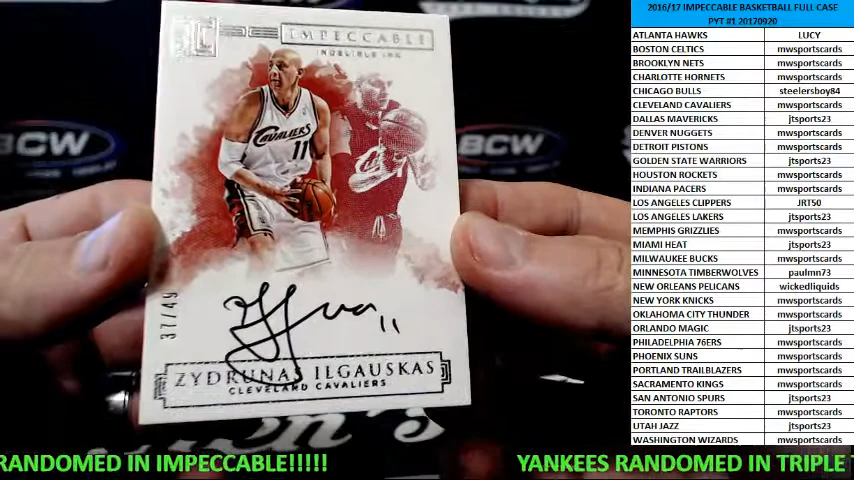 IMPECCABLE
INDELIBLE INK
CAVALIERS
11
37/49
11
ZYDRUNAS ILGAUSKAS
CLEVELAND CAVALIERS
BCW
2016/17 IMPECCABLE BASKETBALL FULL CASE
PYT #1 20170920
ATLANTA HAWKS LUCY
BOSTON CELTICS mwsportscards
BROOKLYN NETS mwsportscards
CHARLOTTE HORNETS mwsportscards
CHICAGO BULLS steelersboy84
CLEVELAND CAVALIERS mwsportscards
DALLAS MAVERICKS jtsports23
DENVER NUGGETS mwsportscards
DETROIT PISTONS mwsportscards
GOLDEN STATE WARRIORS jtsports23
HOUSTON ROCKETS mwsportscards
INDIANA PACERS mwsportscards
LOS ANGELES CLIPPERS JRT50
LOS ANGELES LAKERS jtsports23
MEMPHIS GRIZZLIES mwsportscards
MIAMI HEAT jtsports23
MILWAUKEE BUCKS mwsportscards
MINNESOTA TIMBERWOLVES paulmn73
NEW ORLEANS PELICANS wickedliquids
NEW YORK KNICKS mwsportscards
OKLAHOMA CITY THUNDER mwsportscards
ORLANDO MAGIC jtsports23
PHILADELPHIA 76ERS mwsportscards
PHOENIX SUNS mwsportscards
PORTLAND TRAILBLAZERS mwsportscards
SACRAMENTO KINGS mwsportscards
SAN ANTONIO SPURS jtsports23
TORONTO RAPTORS mwsportscards
UTAH JAZZ jtsports23
WASHINGTON WIZARDS mwsportscards
RANDOMED IN IMPECCABLE!!!!! YANKEES RANDOMED IN TRIPLE